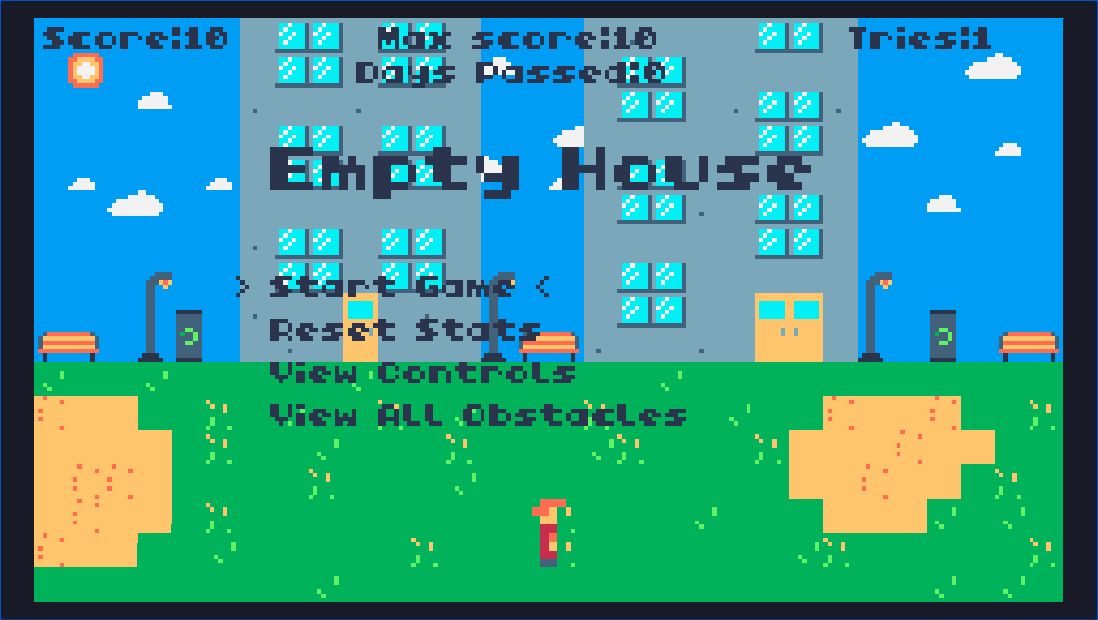 Score:10 Max score:10 Tries:1
Days Passed:0
Empty House
> Start Game <
Reset Stats
View Controls
View All Obstacles